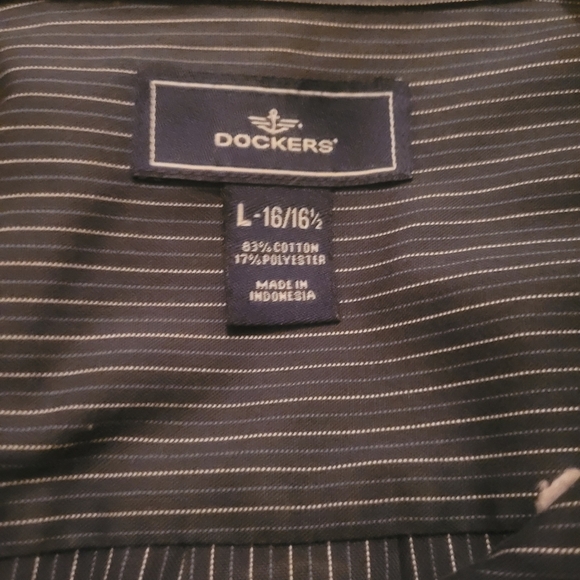 DOCKERS®
L-16/16½
83% COTTON
17% POLYESTER
MADE IN
INDONESIA